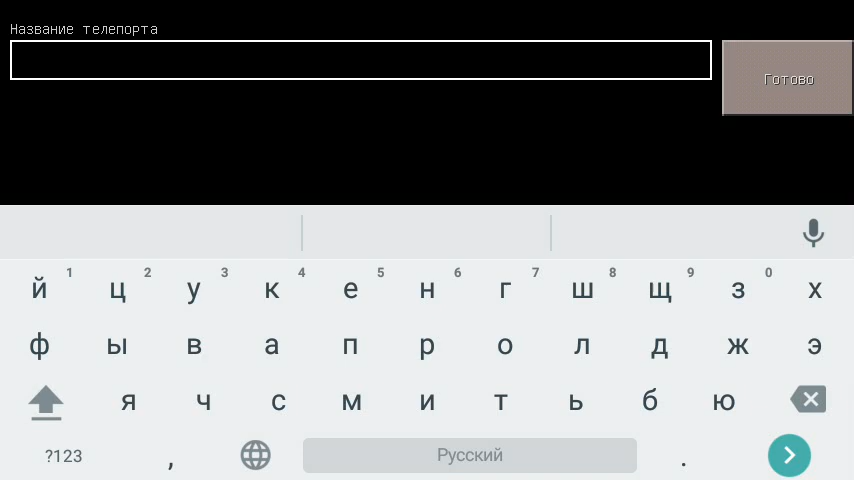 Название телепорта
Готово
1 2 3 4 5 6 7 8 9 0
й ц у к е н г ш щ з х
ф ы в а п р о л д ж э
я ч с м и т ь б ю
?123 , Русский .